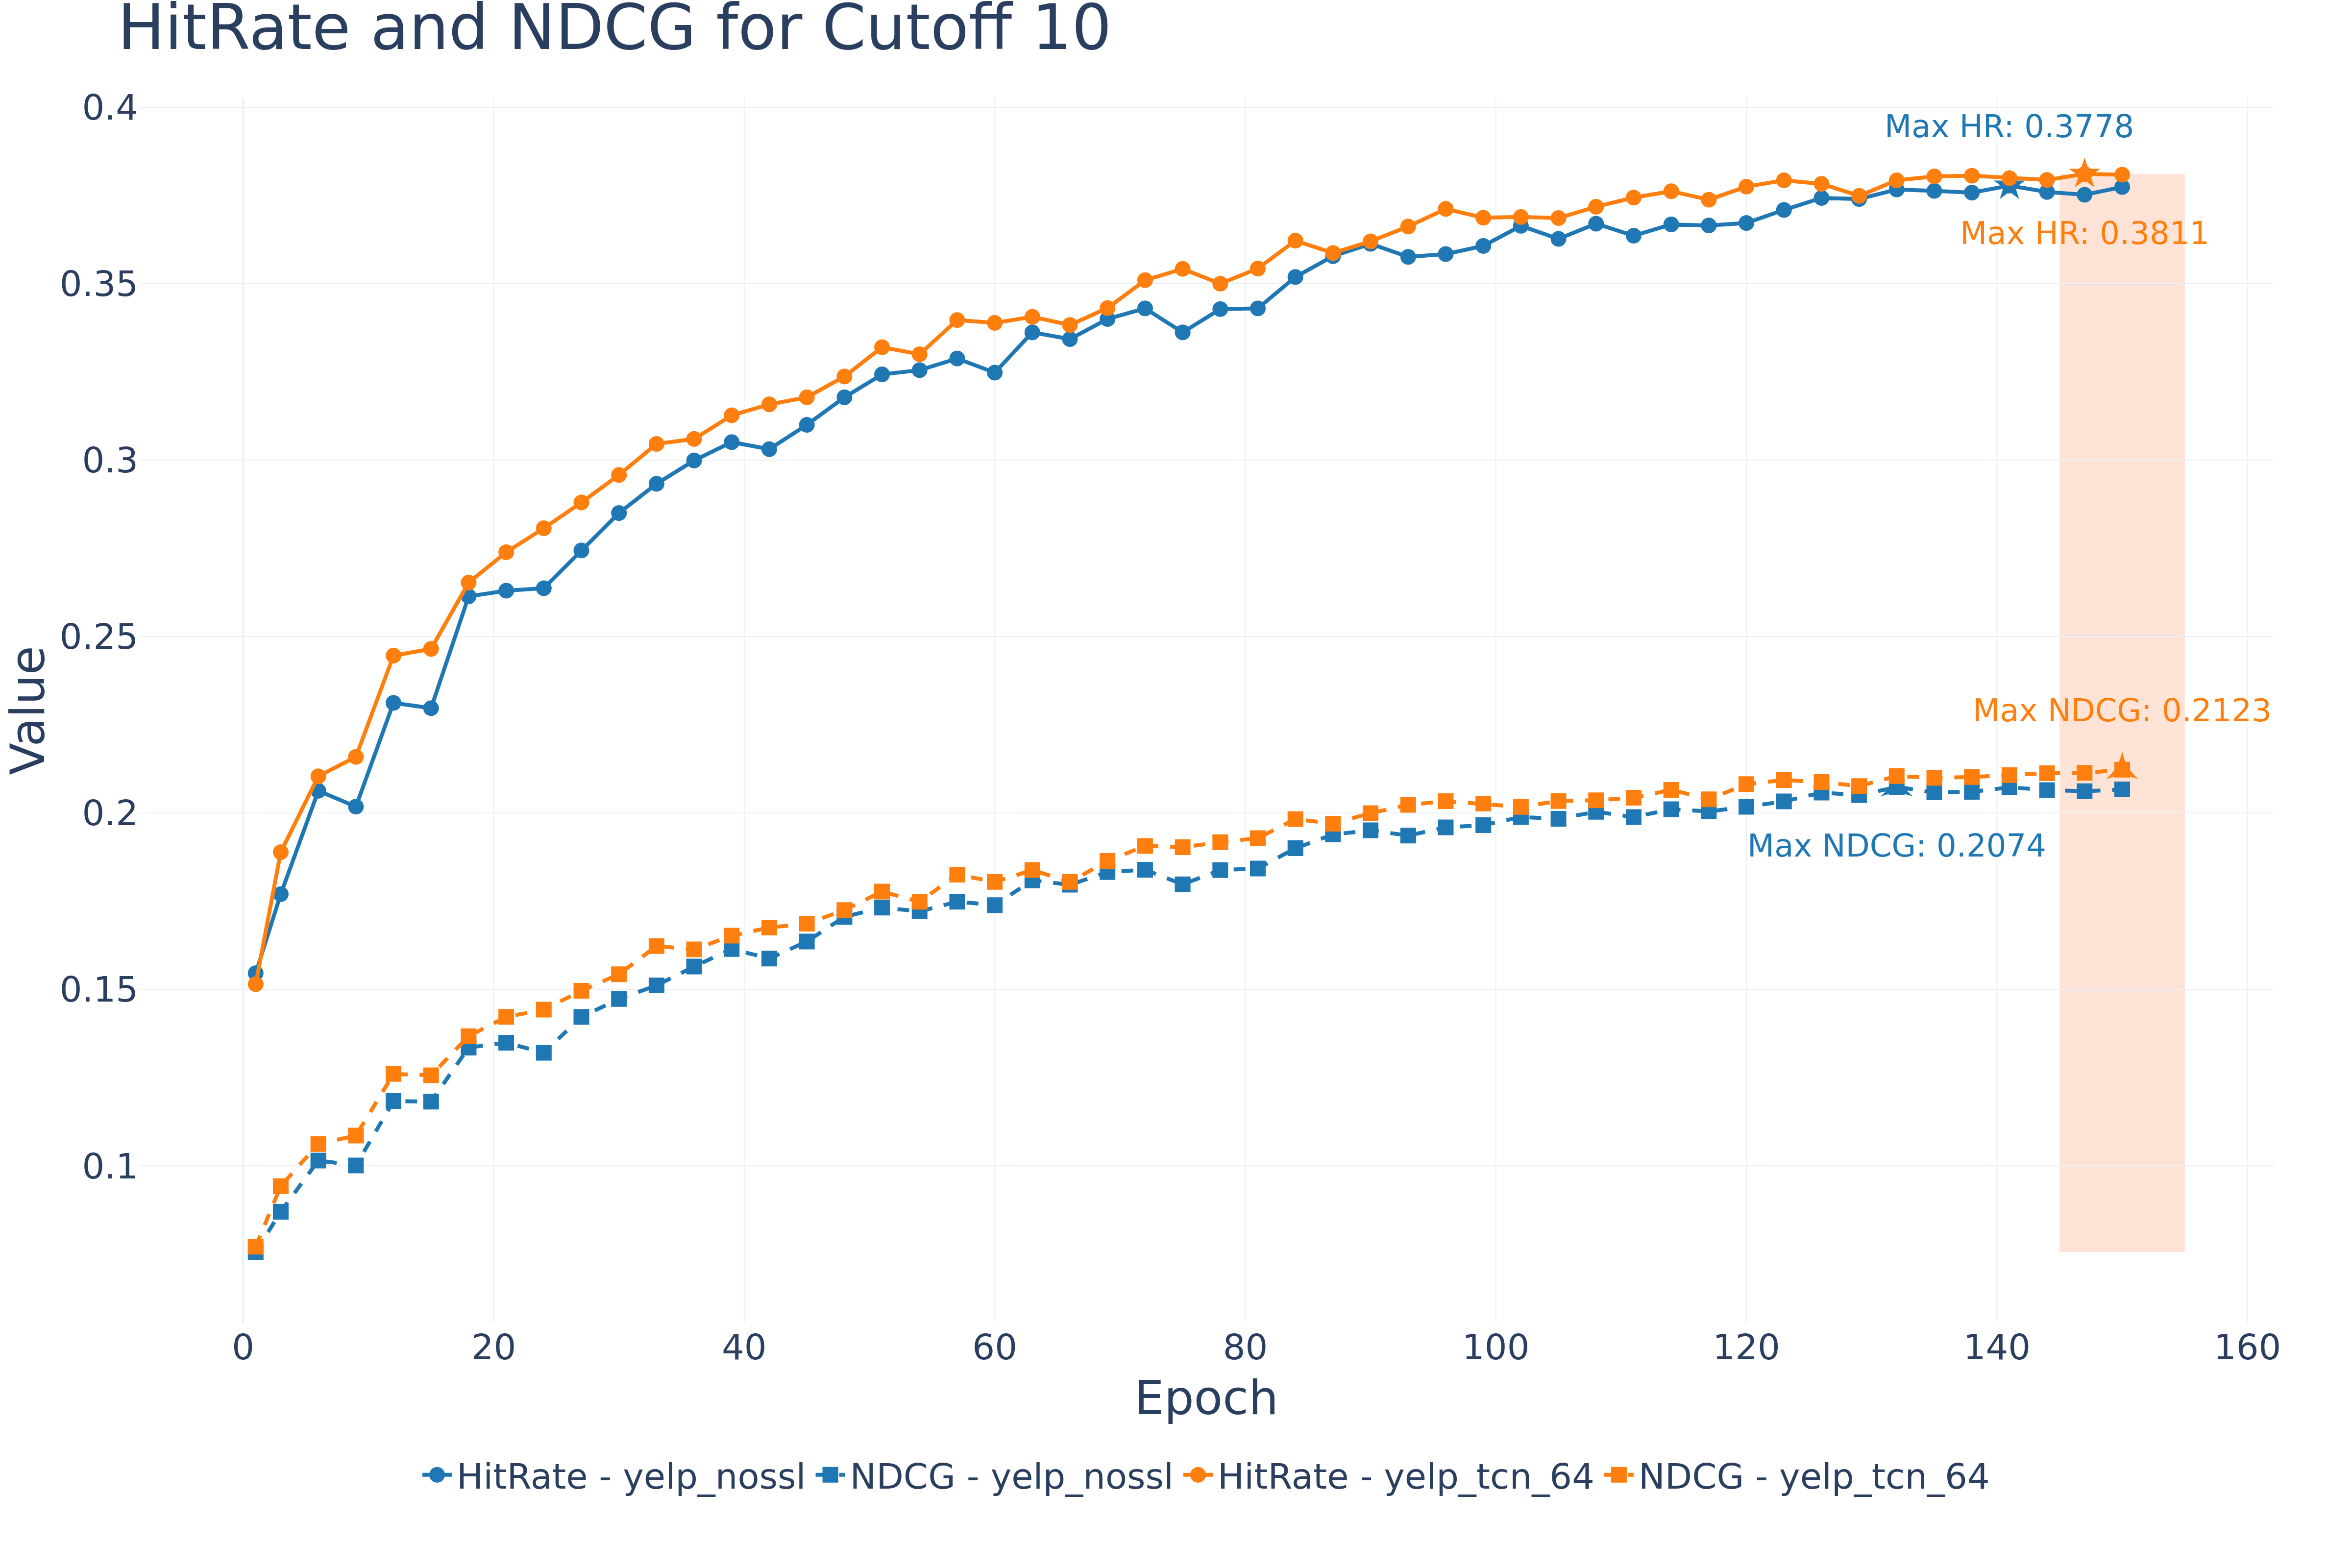 HitRate and NDCG for Cutoff 10
0.4
0.35
0.3
0.25
0.2
0.15
0.1
Value
Max HR: 0.3778
Max HR: 0.3811
Max NDCG: 0.2123
Max NDCG: 0.2074
0 20 40 60 80 100 120 140 160
Epoch
HitRate - yelp_nossl NDCG - yelp_nossl HitRate - yelp_tcn_64 NDCG - yelp_tcn_64